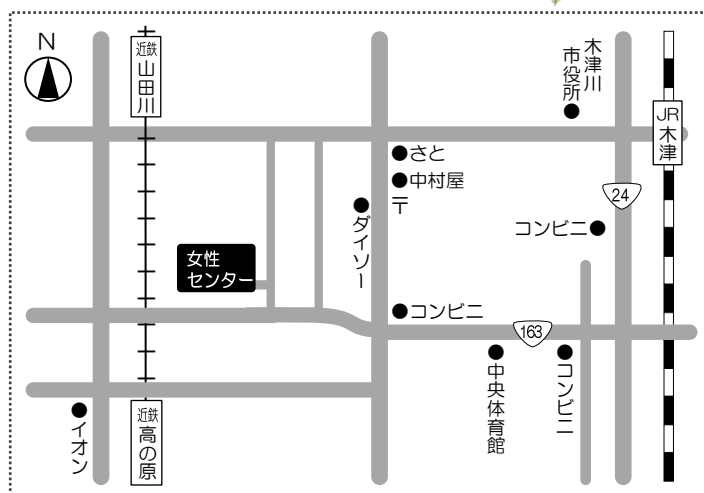 N
近鉄
山田川
木津川
市役所
JR
木津
さと
中村屋
〒
ダイソー
24
コンビニ
女性
センター
コンビニ
163
中央体育館
コンビニ
イオン
近鉄
高の原